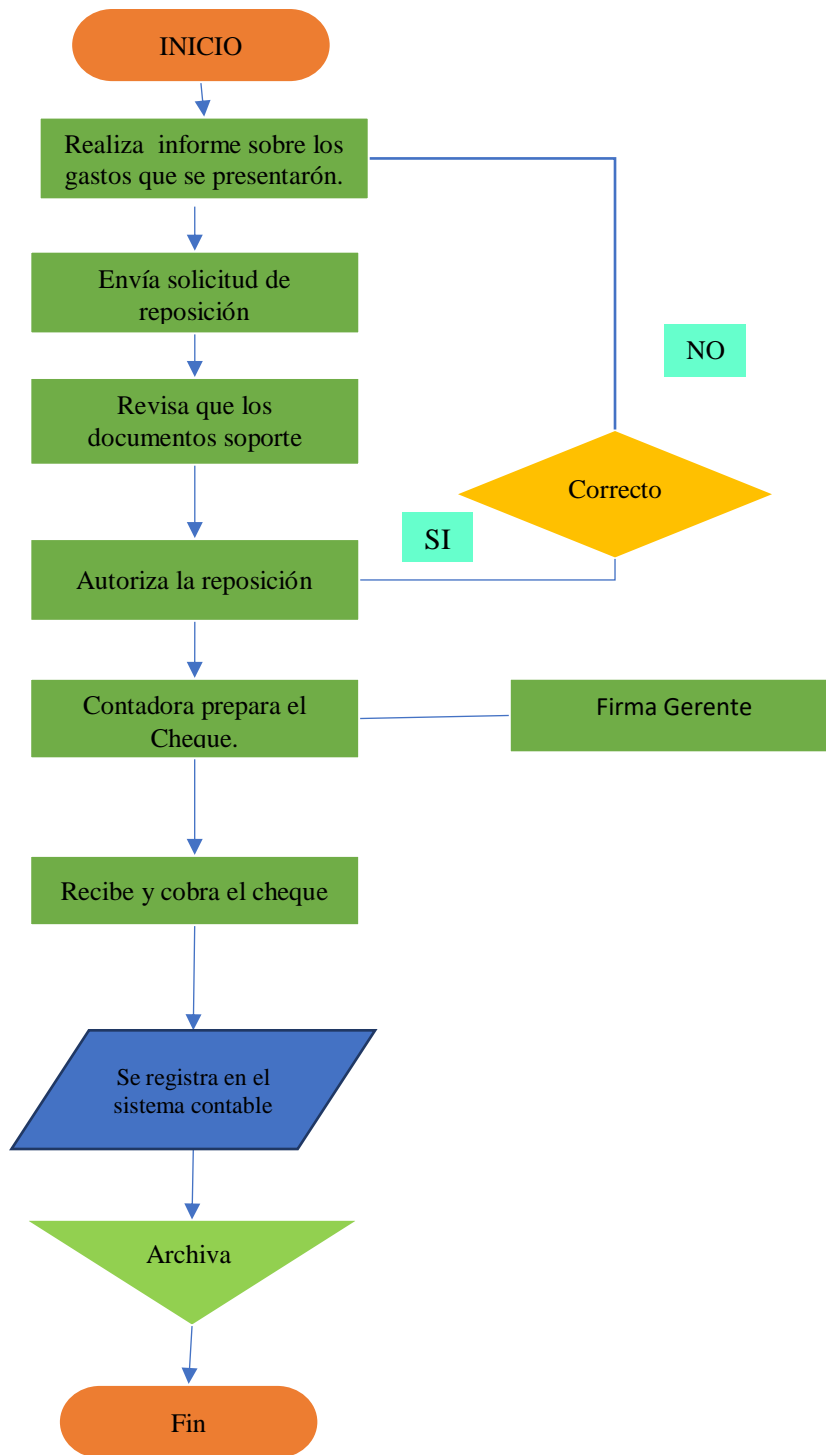 INICIO
Realiza informe sobre los
gastos que se presentarón.
Envía solicitud de
reposición
NO
Revisa que los
documentos soporte
Correcto
SI
Autoriza la reposición
Contadora prepara el
Cheque.
Firma Gerente
Recibe y cobra el cheque
Se registra en el
sistema contable
Archiva
Fin